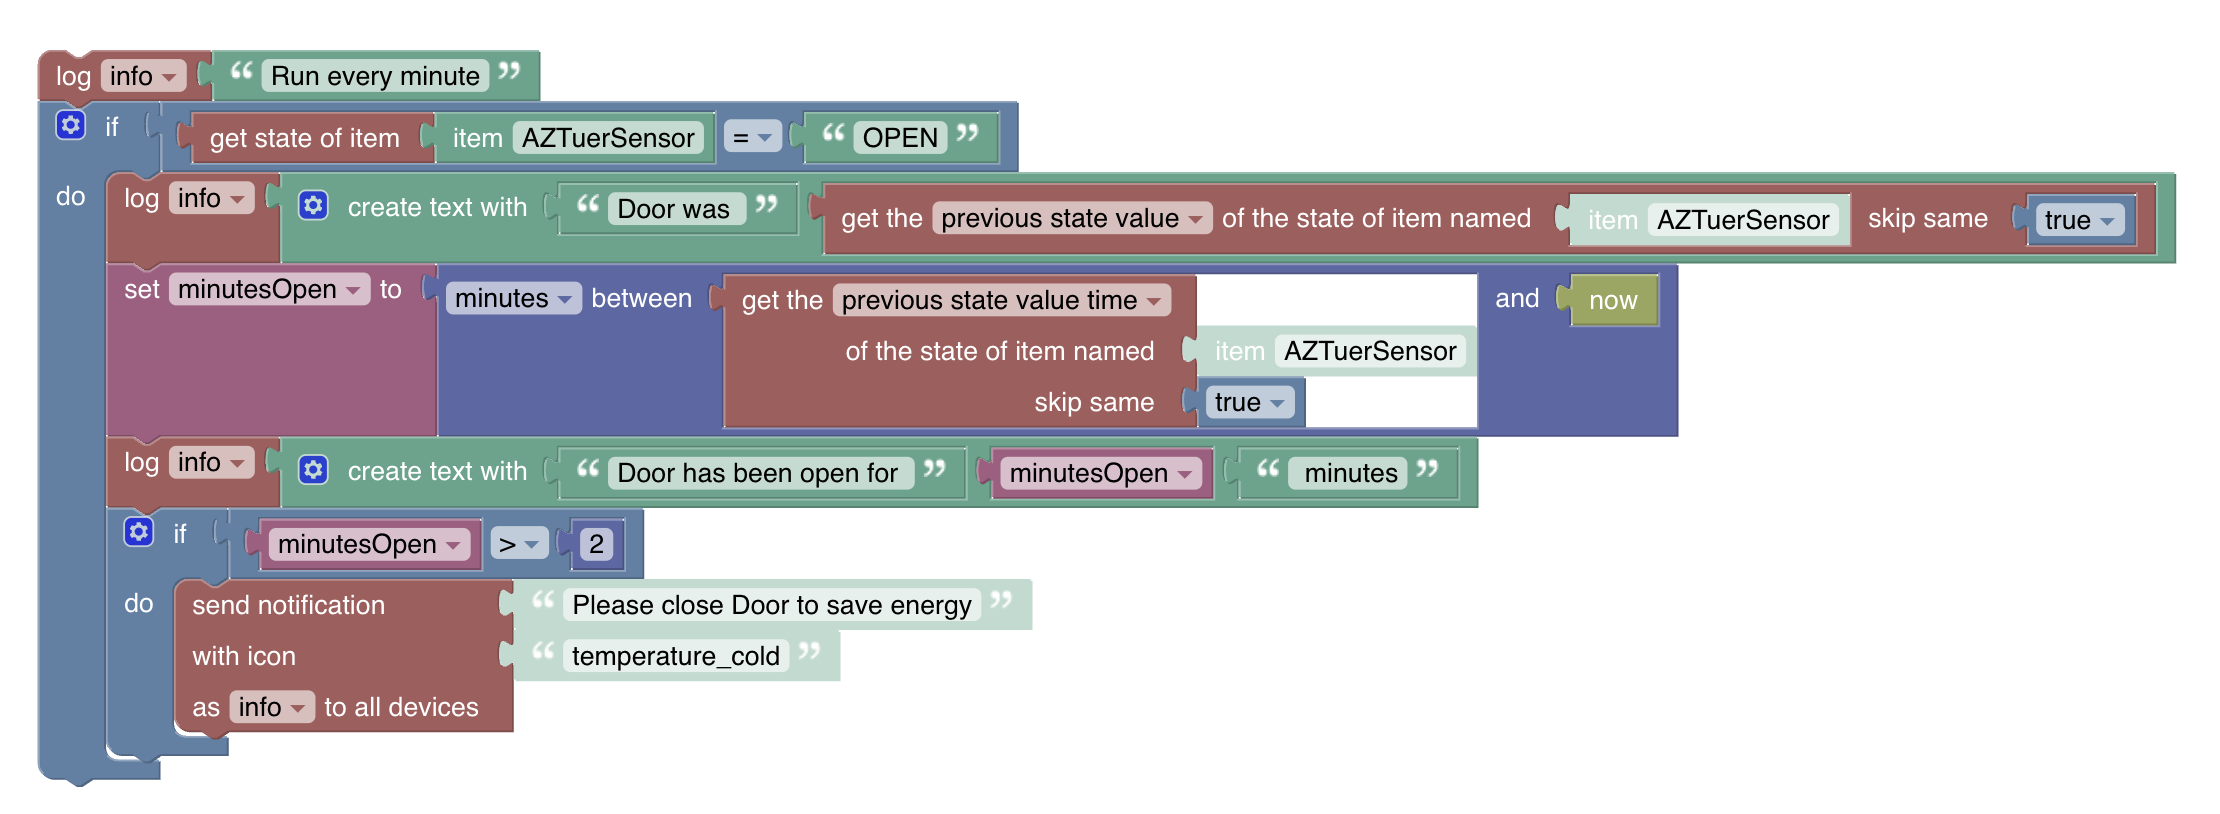 log info “ Run every minute ”
if get state of item item AZTuerSensor = “ OPEN ”
do log info create text with “ Door was ” get the previous state value of the state of item named item AZTuerSensor skip same true
set minutesOpen to minutes between get the previous state value time and now
of the state of item named item AZTuerSensor
skip same true
log info create text with “ Door has been open for ” minutesOpen “ minutes ”
if minutesOpen > 2
do send notification “ Please close Door to save energy ”
with icon “ temperature_cold ”
as info to all devices